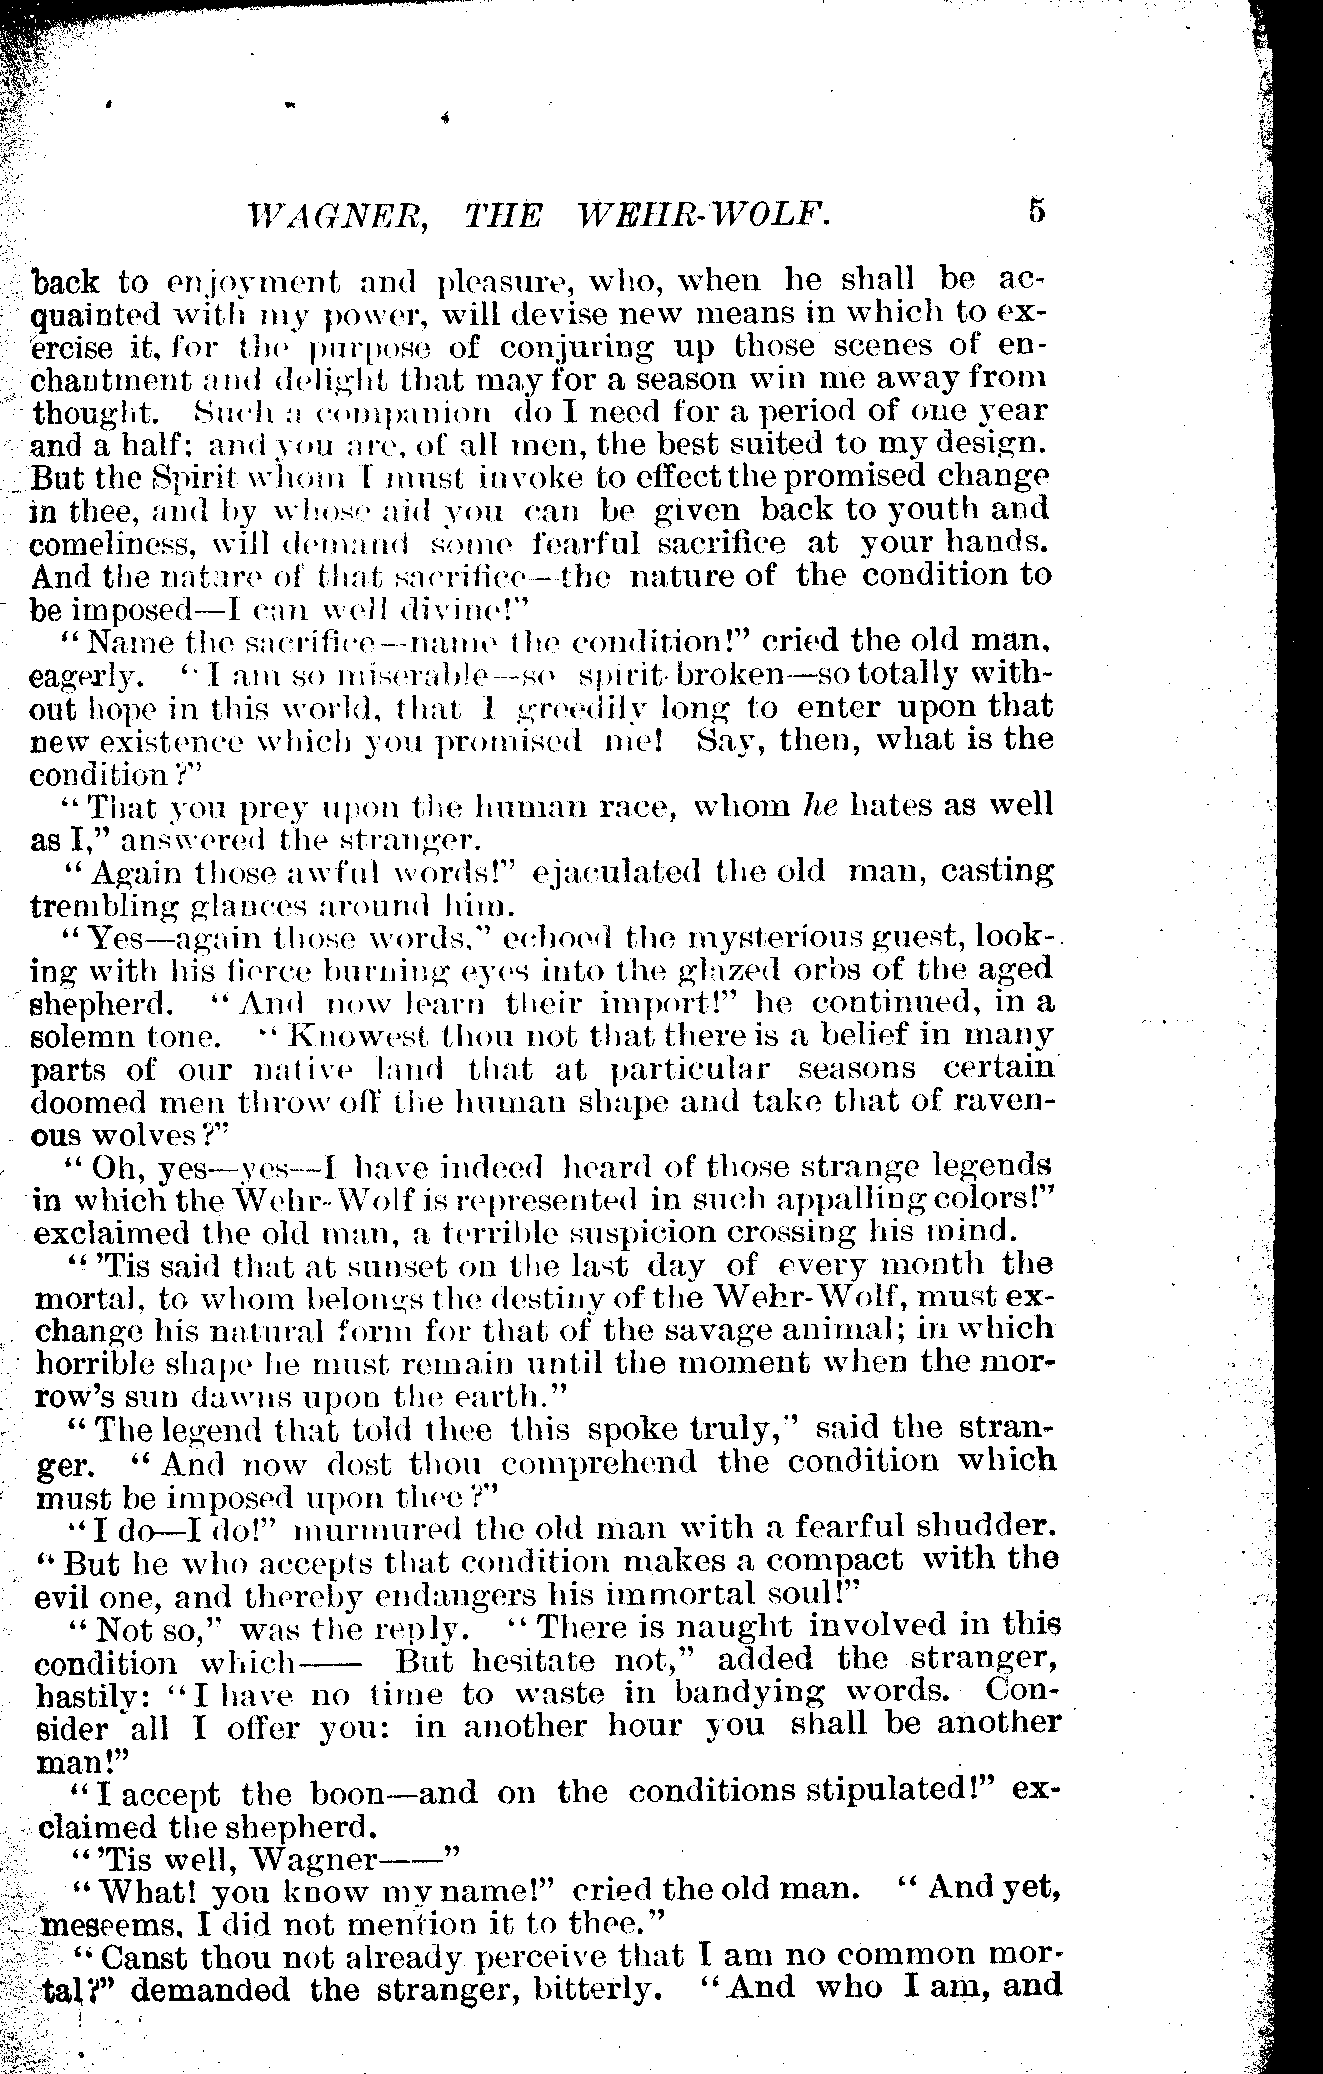 WAGNER, THE WEHR-WOLF. 5
back to enjoyment and pleasure, who, when he shall be ac-
quainted with my power, will devise new means in which to ex-
ercise it, for the purpose of conjuring up those scenes of en-
chantment and delight that may for a season win me away from
thought. Such a companion do I need for a period of one year
and a half; and you are, of all men, the best suited to my design.
But the Spirit whom I must invoke to effect the promised change
in thee, and by whose aid you can be given back to youth and
comeliness, will demand some fearful sacrifice at your hands.
And the nature of that sacrifice—the nature of the condition to
be imposed—I can well divine!”
“Name the sacrifice—name the condition!” cried the old man,
eagerly. “I am so miserable—so spirit-broken—so totally with-
out hope in this world, that I greedily long to enter upon that
new existence which you promised me! Say, then, what is the
condition?”
“That you prey upon the human race, whom he hates as well
as I,” answered the stranger.
“Again those awful words!” ejaculated the old man, casting
trembling glances around him.
“Yes—again those words,” echoed the mysterious guest, look-
ing with his fierce burning eyes into the glazed orbs of the aged
shepherd. “And now learn their import!” he continued, in a
solemn tone. “Knowest thou not that there is a belief in many
parts of our native land that at particular seasons certain
doomed men throw off the human shape and take that of raven-
ous wolves?”
“Oh, yes—yes—I have indeed heard of those strange legends
in which the Wehr-Wolf is represented in such appalling colors!”
exclaimed the old man, a terrible suspicion crossing his mind.
“’Tis said that at sunset on the last day of every month the
mortal, to whom belongs the destiny of the Wehr-Wolf, must ex-
change his natural form for that of the savage animal; in which
horrible shape he must remain until the moment when the mor-
row’s sun dawns upon the earth.”
“The legend that told thee this spoke truly,” said the stran-
ger. “And now dost thou comprehend the condition which
must be imposed upon thee?”
“I do—I do!” murmured the old man with a fearful shudder.
“But he who accepts that condition makes a compact with the
evil one, and thereby endangers his immortal soul!”
“Not so,” was the reply. “There is naught involved in this
condition which—— But hesitate not,” added the stranger,
hastily: “I have no time to waste in bandying words. Con-
sider all I offer you: in another hour you shall be another
man!”
“I accept the boon—and on the conditions stipulated!” ex-
claimed the shepherd.
“’Tis well, Wagner——”
“What! you know my name!” cried the old man. “And yet,
meseems, I did not mention it to thee.”
“Canst thou not already perceive that I am no common mor-
tal?” demanded the stranger, bitterly. “And who I am, and